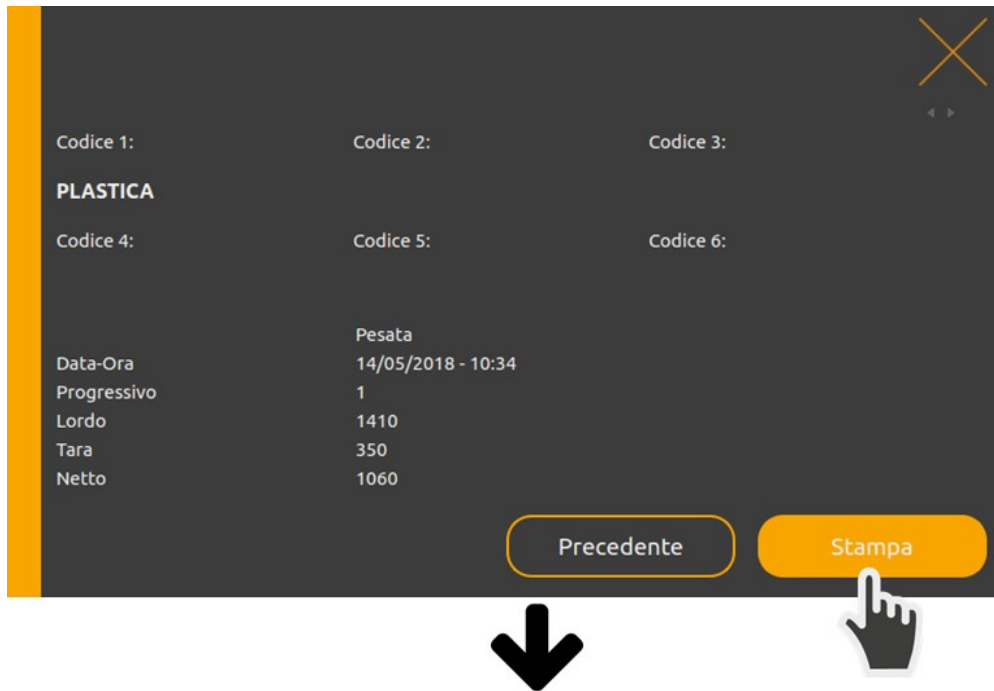 Codice 1: Codice 2: Codice 3:
PLASTICA
Codice 4: Codice 5: Codice 6:
Pesata
Data-Ora 14/05/2018 - 10:34
Progressivo 1
Lordo 1410
Tara 350
Netto 1060
Precedente Stampa